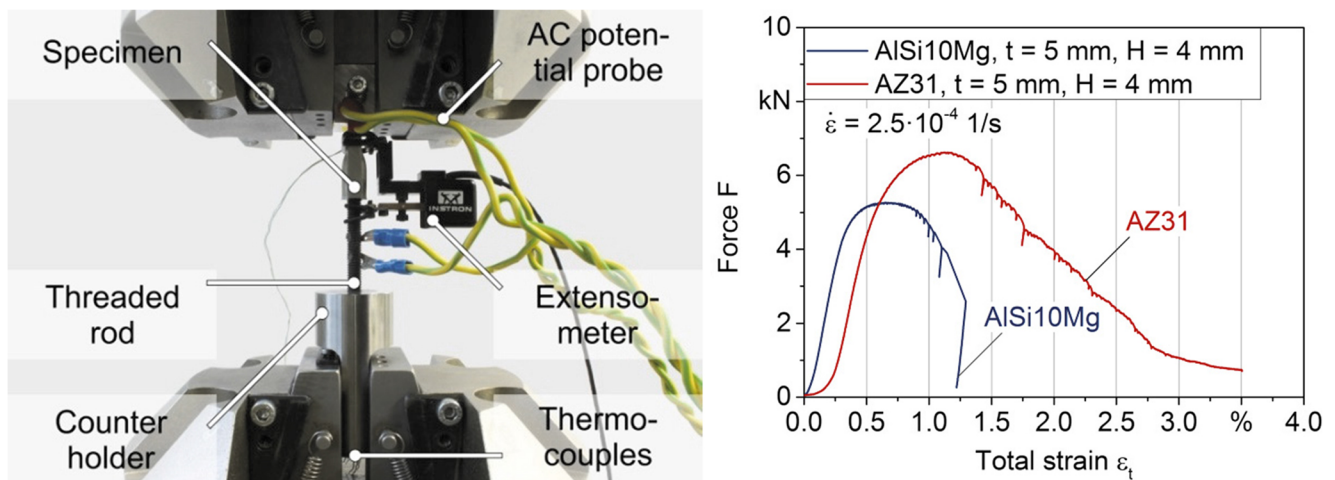 Specimen
AC poten-
tial probe
INSTRON
Threaded
rod
Extenso-
meter
Counter
holder
Thermo-
couples
10
kN
6
4
2
0
Force F
AlSi10Mg, t = 5 mm, H = 4 mm
AZ31, t = 5 mm, H = 4 mm
ε̇ = 2.5·10⁻⁴ 1/s
AZ31
AlSi10Mg
0.0 0.5 1.0 1.5 2.0 2.5 3.0 % 4.0
Total strain εₜ